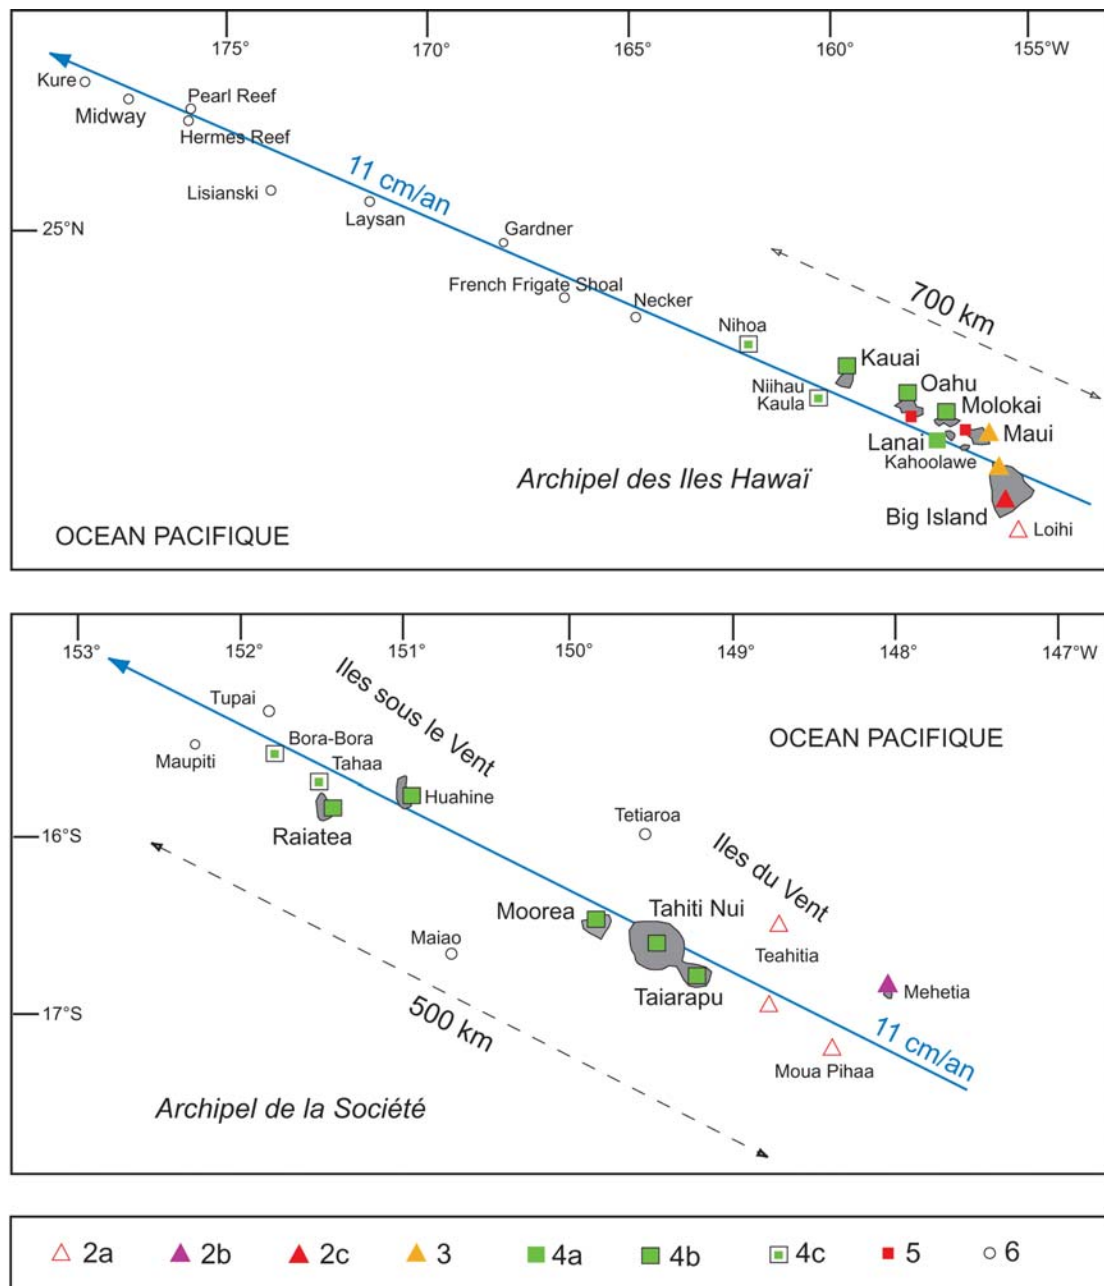 175°
170°
165°
160°
155°W
Kure
Midway
Pearl Reef
Hermes Reef
11 cm/an
Lisianski
Laysan
25°N
Gardner
French Frigate Shoal
Necker
700 km
Nihoa
Kauai
Niihau
Kaula
Oahu
Molokai
Lanai
Maui
Kahoolawe
Archipel des Iles Hawaï
Big Island
Loihi
OCEAN PACIFIQUE
153°
152°
151°
150°
149°
148°
147°W
Tupai
Iles sous le Vent
Maupiti
Bora-Bora
Tahaa
OCEAN PACIFIQUE
Huahine
Raiatea
16°S
Tetiaroa
Iles du Vent
Moorea
Tahiti Nui
Maiao
Teahitia
Taiarapu
Mehetia
17°S
500 km
11 cm/an
Moua Pihaa
Archipel de la Société
2a 2b 2c 3 4a 4b 4c 5 6